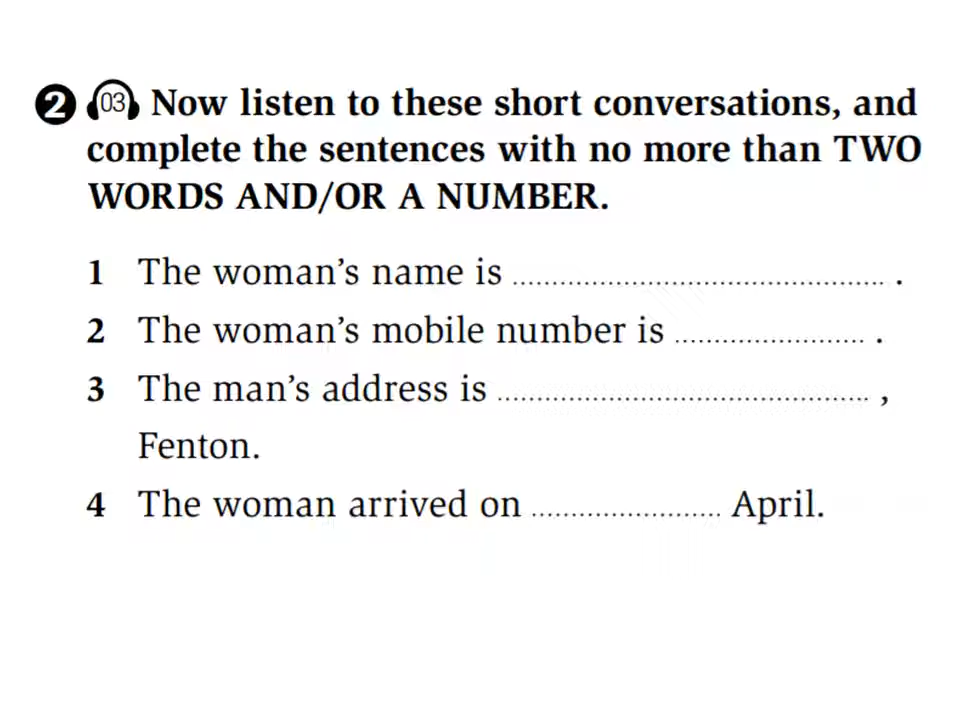 2 03 Now listen to these short conversations, and
complete the sentences with no more than TWO
WORDS AND/OR A NUMBER.
1 The woman's name is ................................................ .
2 The woman's mobile number is ........................ .
3 The man's address is ................................................ ,
Fenton.
4 The woman arrived on ........................ April.